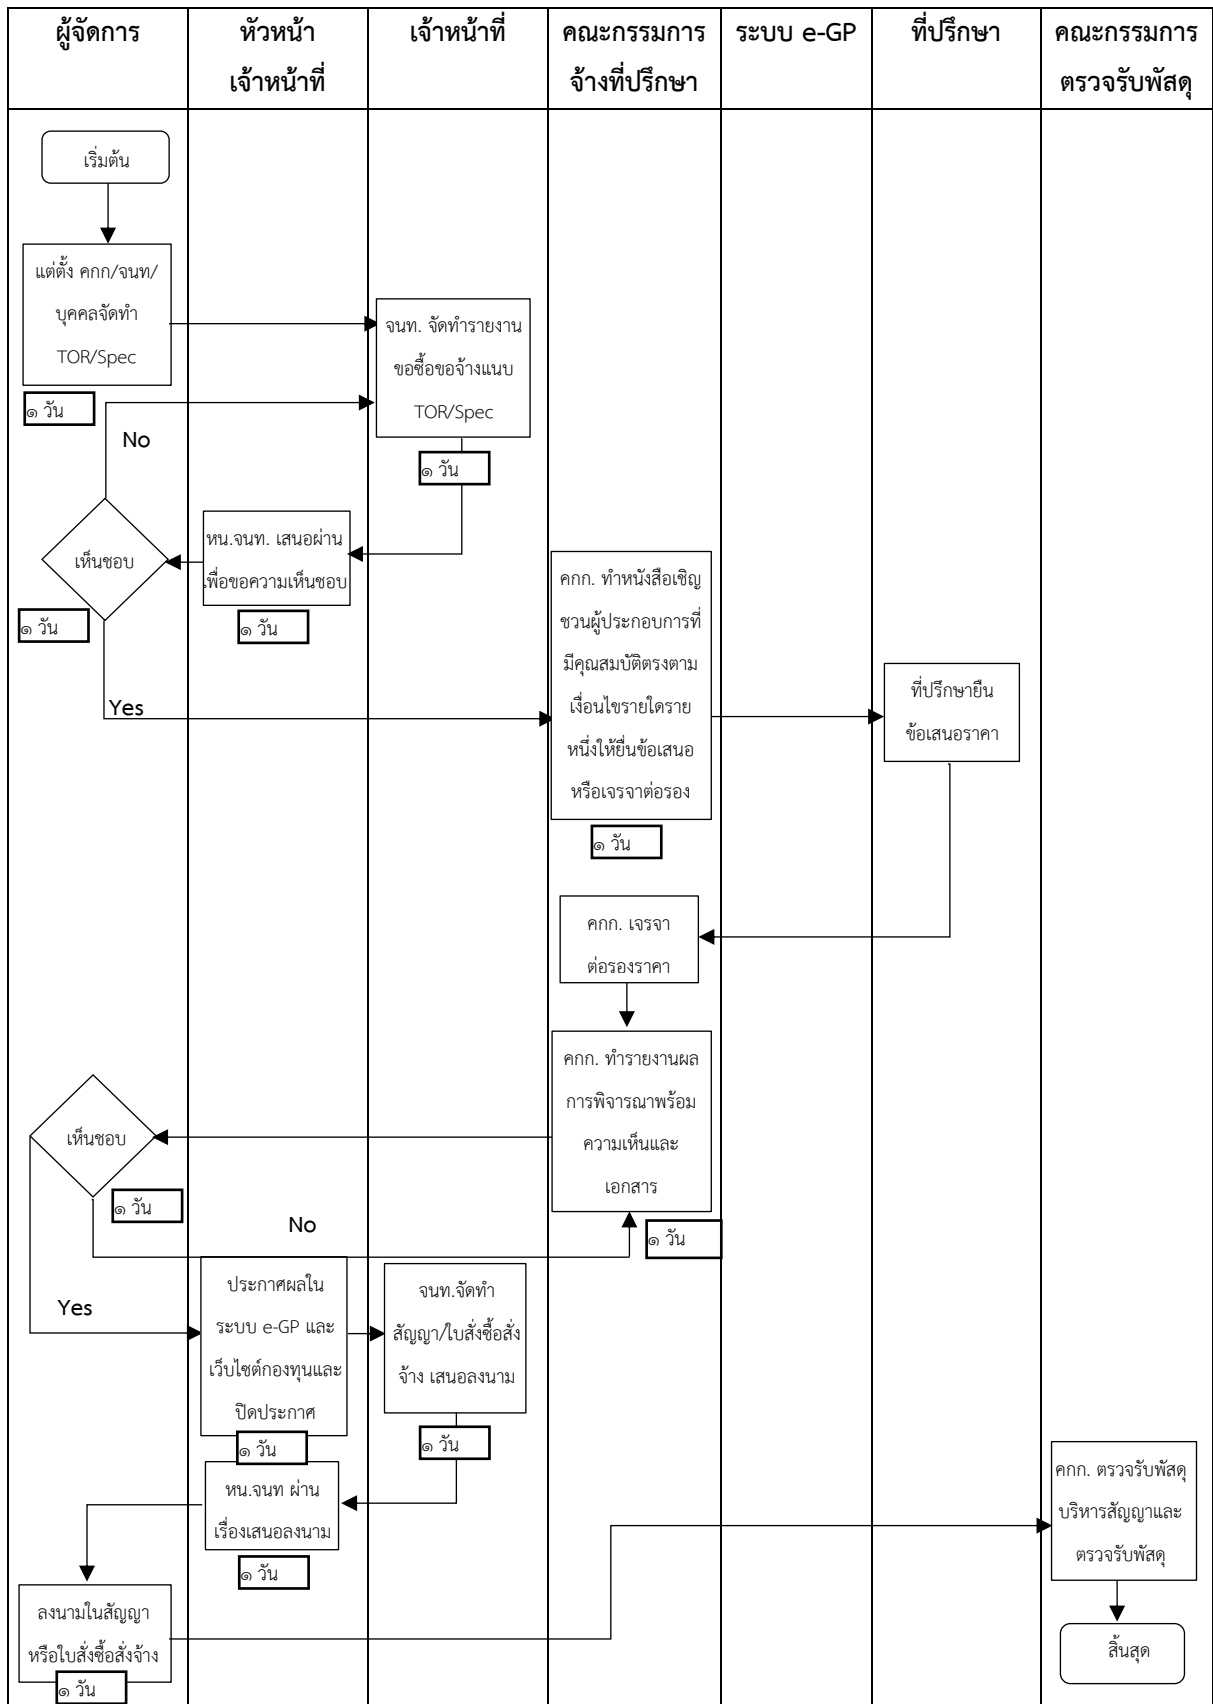 ผู้จัดการ
หัวหน้า
เจ้าหน้าที่
เจ้าหน้าที่
คณะกรรมการ
จ้างที่ปรึกษา
ระบบ e-GP
ที่ปรึกษา
คณะกรรมการ
ตรวจรับพัสดุ
เริ่มต้น
แต่ตั้ง คกก/จนท/
บุคคลจัดทำ
TOR/Spec
๑ วัน
จนท. จัดทำรายงาน
ขอซื้อขอจ้างแนบ
TOR/Spec
๑ วัน
No
หน.จนท. เสนอผ่าน
เพื่อขอความเห็นชอบ
๑ วัน
เห็นชอบ
๑ วัน
Yes
คกก. ทำหนังสือเชิญ
ชวนผู้ประกอบการที่
มีคุณสมบัติตรงตาม
เงื่อนไขรายใดราย
หนึ่งให้ยื่นข้อเสนอ
หรือเจรจาต่อรอง
๑ วัน
ที่ปรึกษายืน
ข้อเสนอราคา
คกก. เจรจา
ต่อรองราคา
คกก. ทำรายงานผล
การพิจารณาพร้อม
ความเห็นและ
เอกสาร
๑ วัน
เห็นชอบ
๑ วัน
No
Yes
ประกาศผลใน
ระบบ e-GP และ
เว็บไซต์กองทุนและ
ปิดประกาศ
๑ วัน
จนท.จัดทำ
สัญญา/ใบสั่งซื้อสั่ง
จ้าง เสนอลงนาม
๑ วัน
หน.จนท ผ่าน
เรื่องเสนอลงนาม
๑ วัน
ลงนามในสัญญา
หรือใบสั่งซื้อสั่งจ้าง
๑ วัน
คกก. ตรวจรับพัสดุ
บริหารสัญญาและ
ตรวจรับพัสดุ
สิ้นสุด